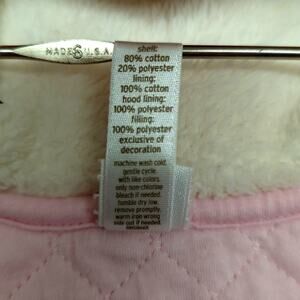 MADE U.S.A.
shell:
80% cotton
20% polyester
lining:
100% cotton
hood lining:
100% polyester
filling:
100% polyester
exclusive of
decoration
machine wash cold.
gentle cycle.
with like colors.
only non-chlorine
bleach if needed.
tumble dry low.
remove promptly.
warm iron wrong
side out if needed.